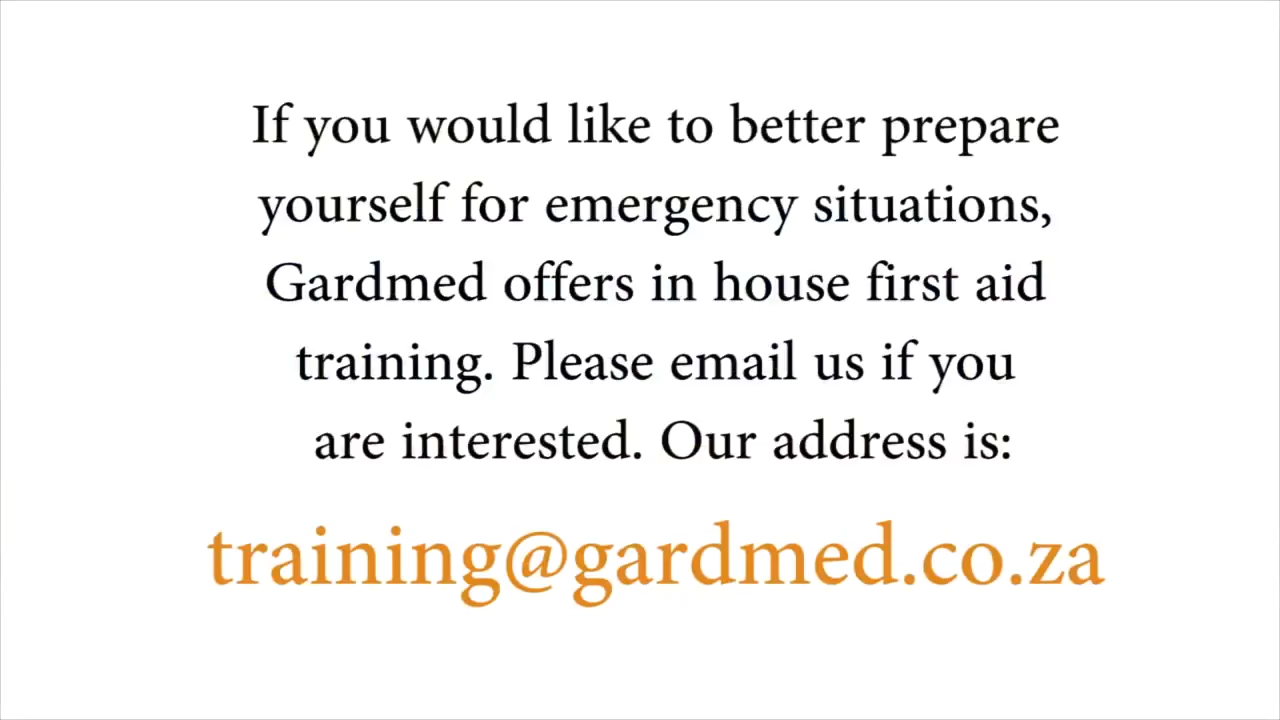 If you would like to better prepare
yourself for emergency situations,
Gardmed offers in house first aid
training. Please email us if you
are interested. Our address is:
training@gardmed.co.za